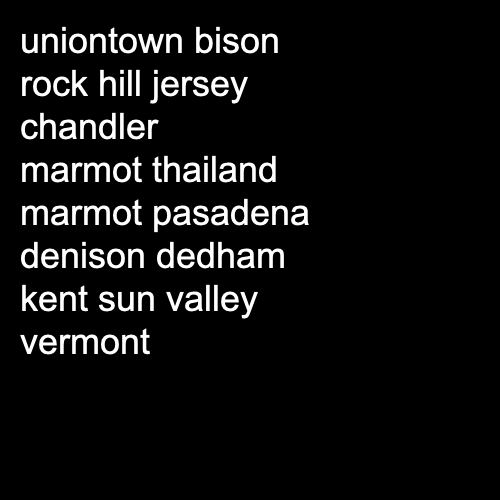 uniontown bison
rock hill jersey
chandler
marmot thailand
marmot pasadena
denison dedham
kent sun valley
vermont